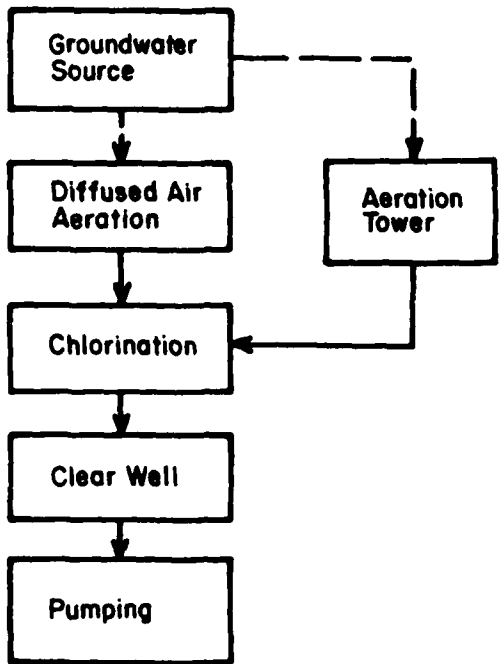 Groundwater
Source
Diffused Air
Aeration
Aeration
Tower
Chlorination
Clear Well
Pumping